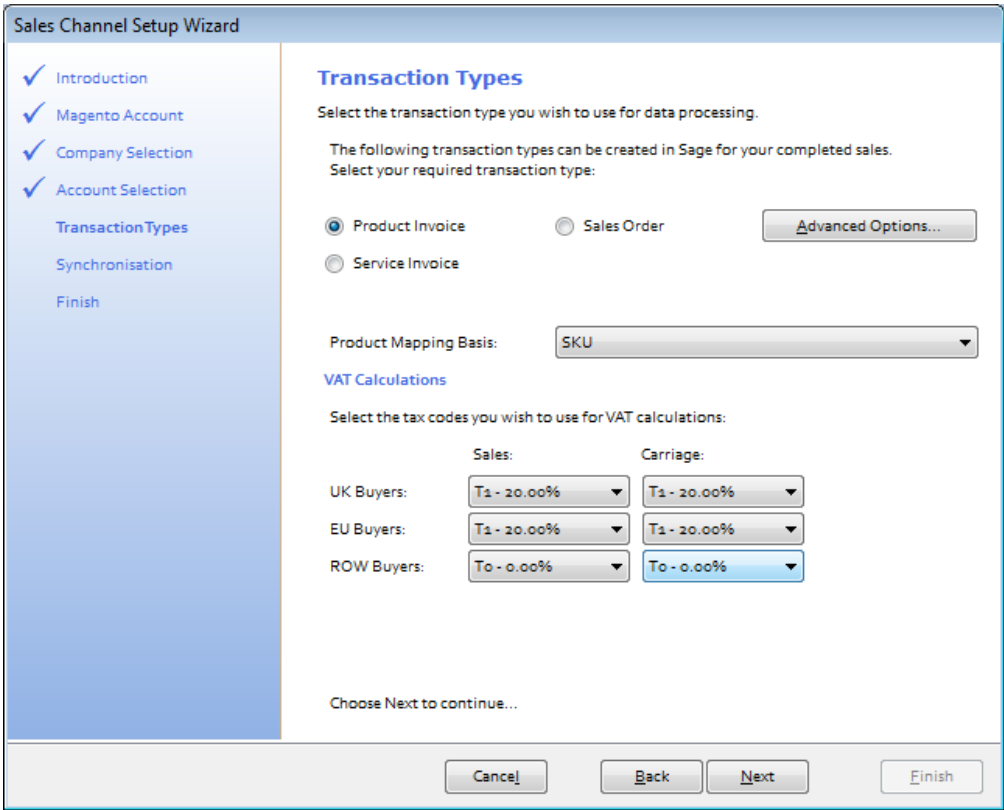 Sales Channel Setup Wizard
Introduction
Magento Account
Company Selection
Account Selection
Transaction Types
Synchronisation
Finish
Transaction Types
Select the transaction type you wish to use for data processing.
The following transaction types can be created in Sage for your completed sales.
Select your required transaction type:
Product Invoice
Sales Order
Advanced Options...
Service Invoice
Product Mapping Basis:
SKU
VAT Calculations
Select the tax codes you wish to use for VAT calculations:
Sales:
Carriage:
UK Buyers:
T1 - 20.00%
T1 - 20.00%
EU Buyers:
T1 - 20.00%
T1 - 20.00%
ROW Buyers:
T0 - 0.00%
T0 - 0.00%
Choose Next to continue...
Cancel
Back
Next
Finish